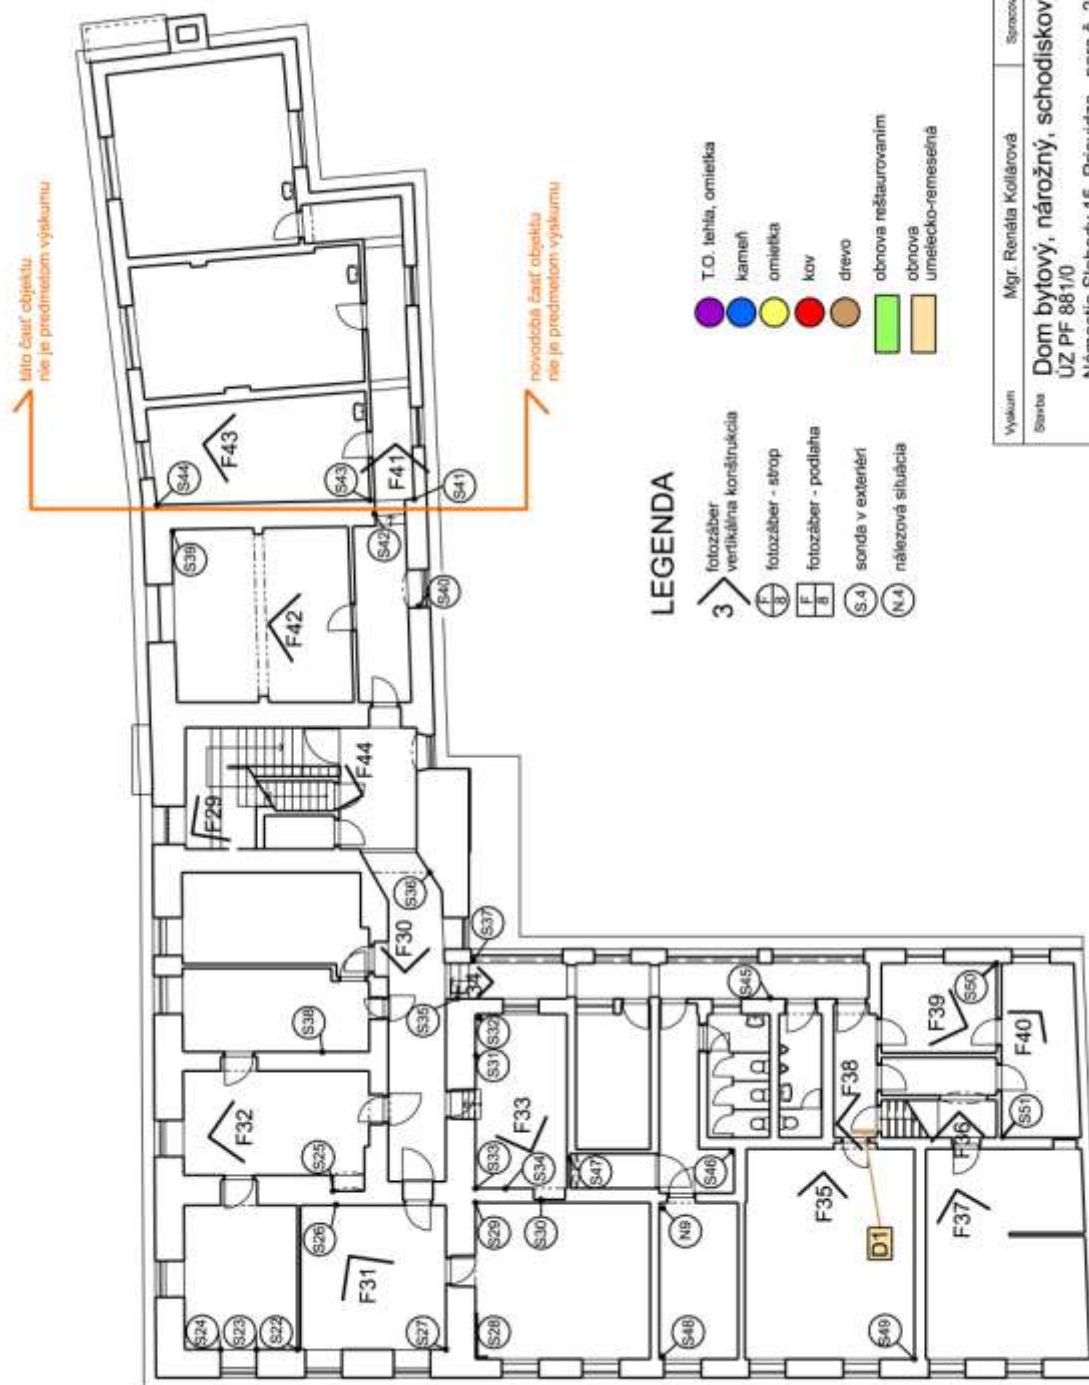 táto časť objektu
nie je predmetom výskumu
novodobá časť objektu
nie je predmetom výskumu
S44
F43
S43
F41
S41
S42
S39
F42
S40
F29
F44
F30
S36
S37
S35
F34
S38
F32
S25
S26
F31
S24
S23
S22
S27
S32
S31
F33
S33
S34
S47
S46
S45
S29
S30
S28
N9
S48
F35
D1
S49
F38
F36
F37
F39
S50
F40
S51
LEGENDA
3
fotozáber
vertikálna konštrukcia
F
8
fotozáber - strop
F
8
fotozáber - podlaha
S.4
sonda v exteriéri
N.4
nálezová situácia
T.O. tehla, omietka
kameň
omietka
kov
drevo
obnova reštaurovaním
obnova
umelecko-remeselná
Výskum
Mgr. Renáta Kollárová
Stavba
Dom bytový, nárožný, schodiskov
ÚZ PF 881/0